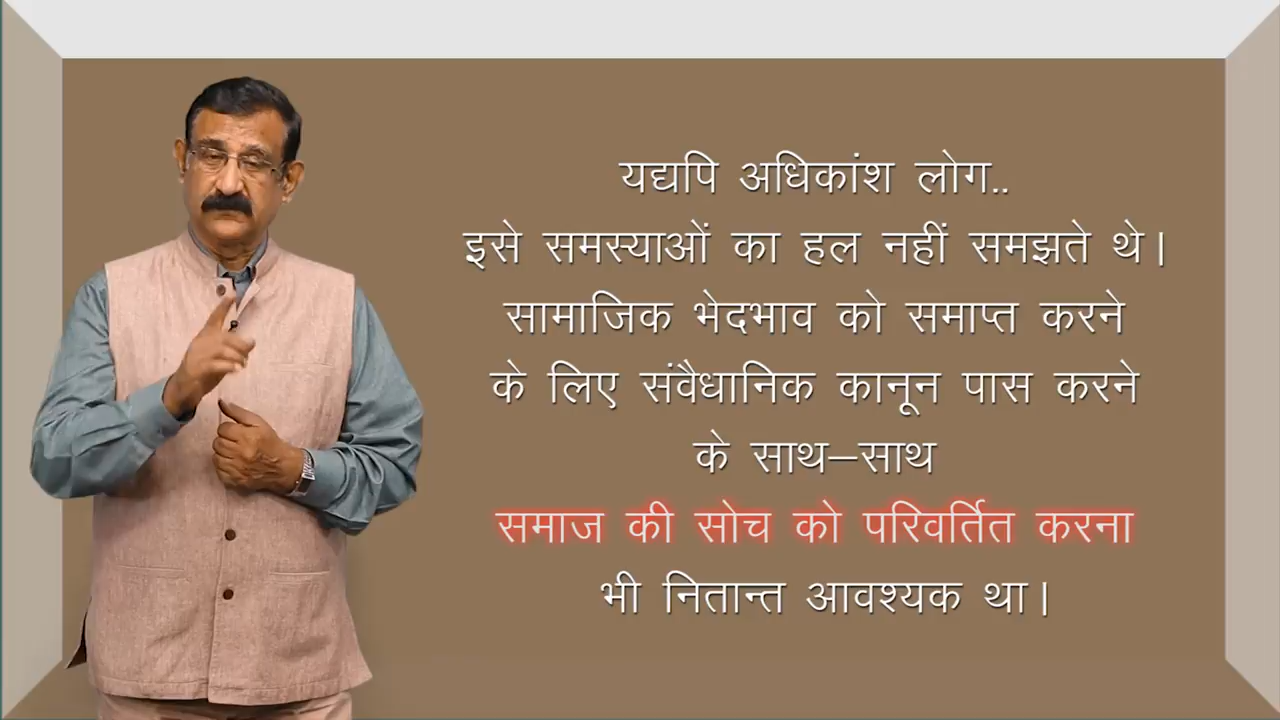 यद्यपि अधिकांश लोग..
इसे समस्याओं का हल नहीं समझते थे।
सामाजिक भेदभाव को समाप्त करने
के लिए संवैधानिक कानून पास करने
के साथ–साथ
समाज की सोच को परिवर्तित करना
भी नितान्त आवश्यक था।